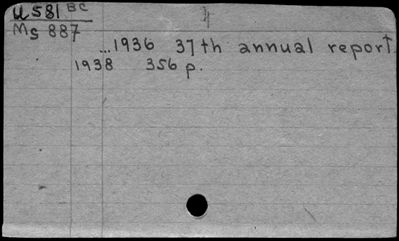 U581 BC
Ms 887
...1936 37th annual report
1938 356 p.